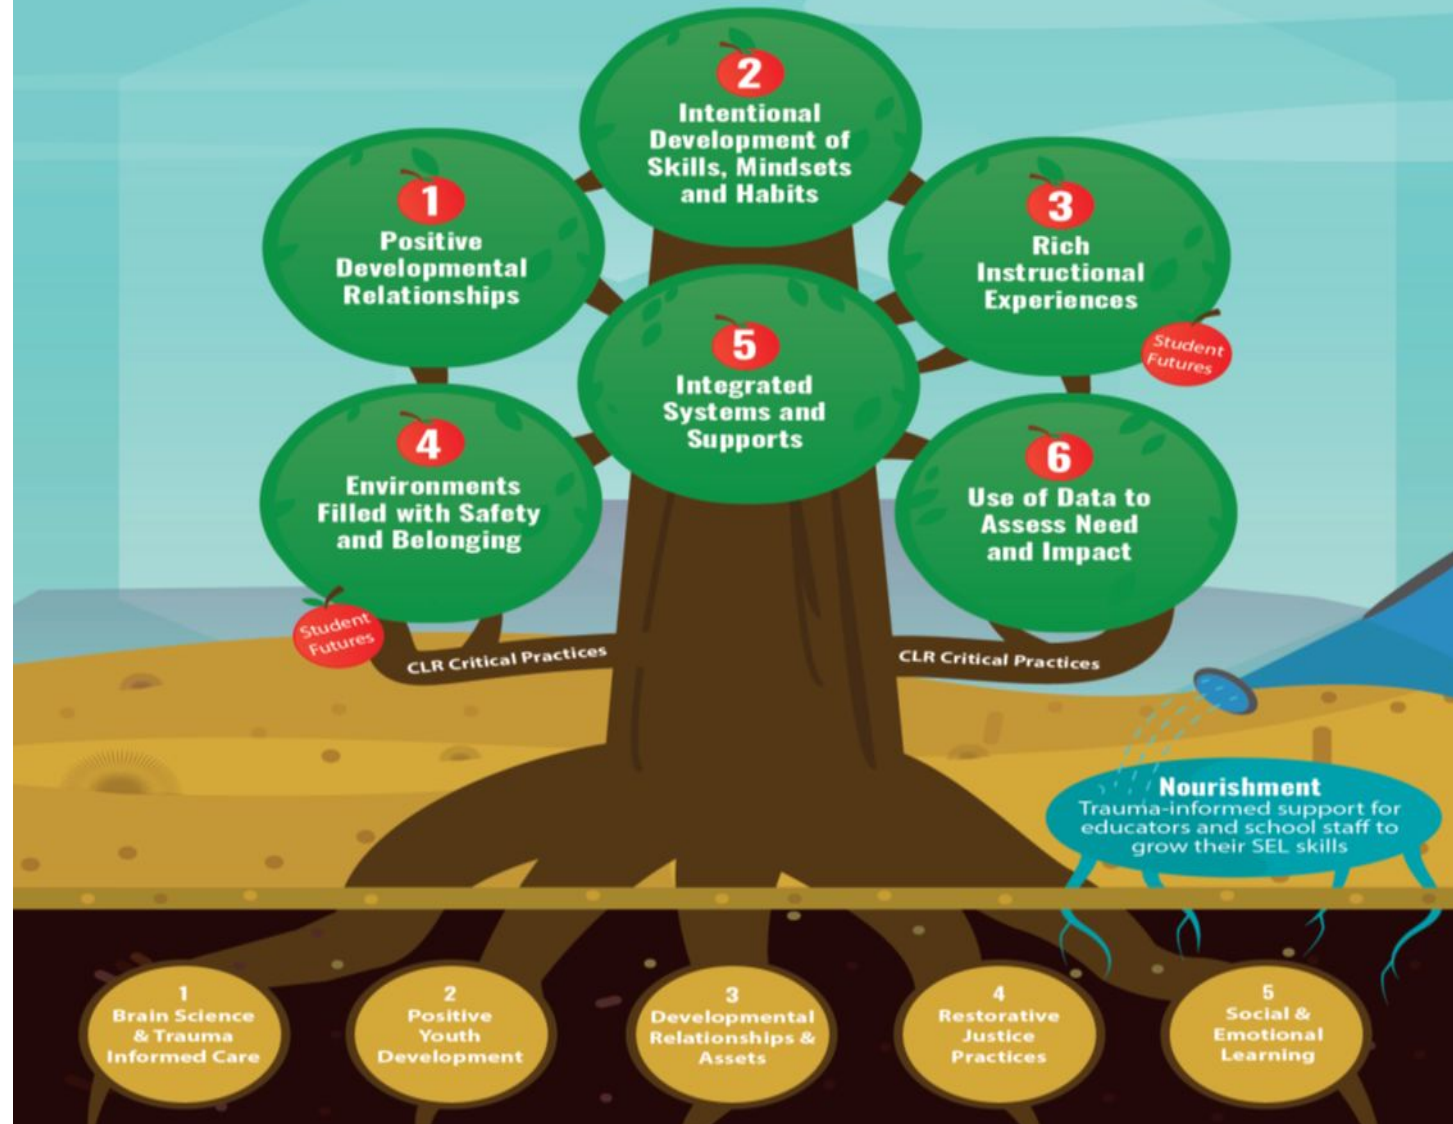 2
Intentional
Development of
Skills, Mindsets
and Habits
1
Positive
Developmental
Relationships
3
Rich
Instructional
Experiences
Student
Futures
5
Integrated
Systems and
Supports
4
Environments
Filled with Safety
and Belonging
6
Use of Data to
Assess Need
and Impact
Student
Futures
CLR Critical Practices
CLR Critical Practices
Nourishment
Trauma-informed support for
educators and school staff to
grow their SEL skills
1
Brain Science
& Trauma
Informed Care
2
Positive
Youth
Development
3
Developmental
Relationships &
Assets
4
Restorative
Justice
Practices
5
Social &
Emotional
Learning